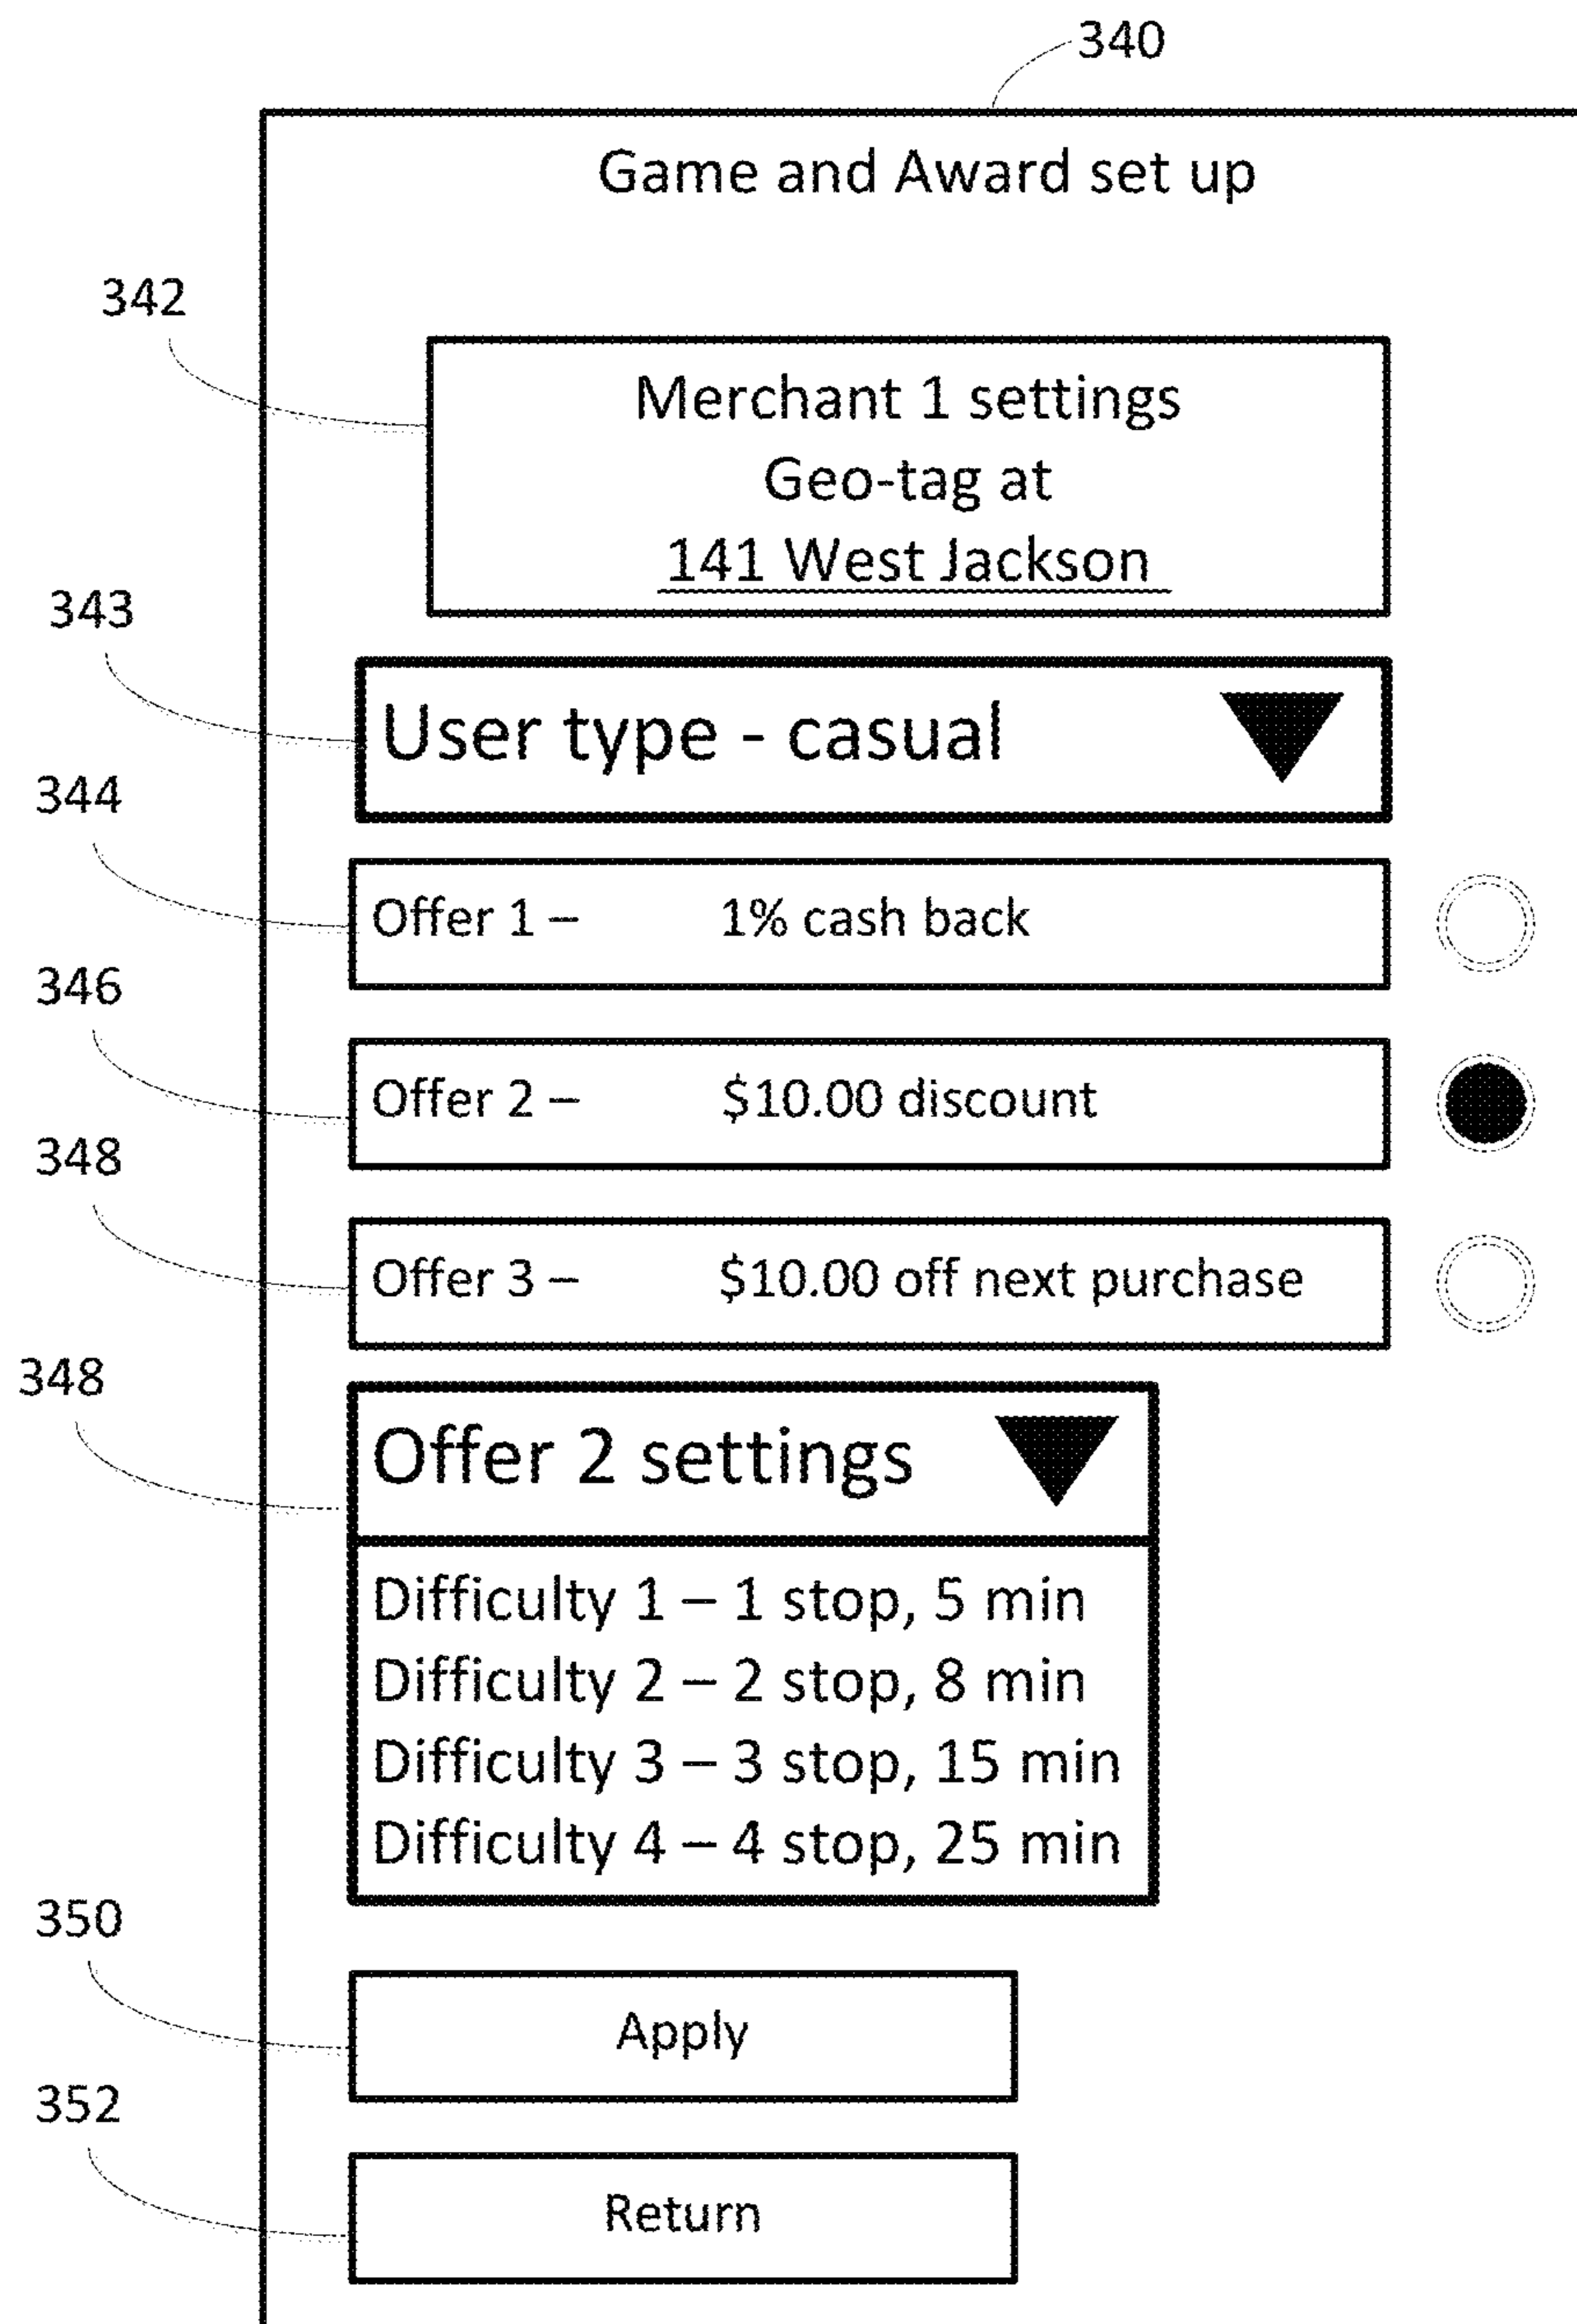 340
Game and Award set up
342
Merchant 1 settings
Geo-tag at
141 West Jackson
343
User type - casual
344
Offer 1 – 1% cash back
346
Offer 2 – $10.00 discount
348
Offer 3 – $10.00 off next purchase
348
Offer 2 settings
Difficulty 1 – 1 stop, 5 min
Difficulty 2 – 2 stop, 8 min
Difficulty 3 – 3 stop, 15 min
Difficulty 4 – 4 stop, 25 min
350
Apply
352
Return